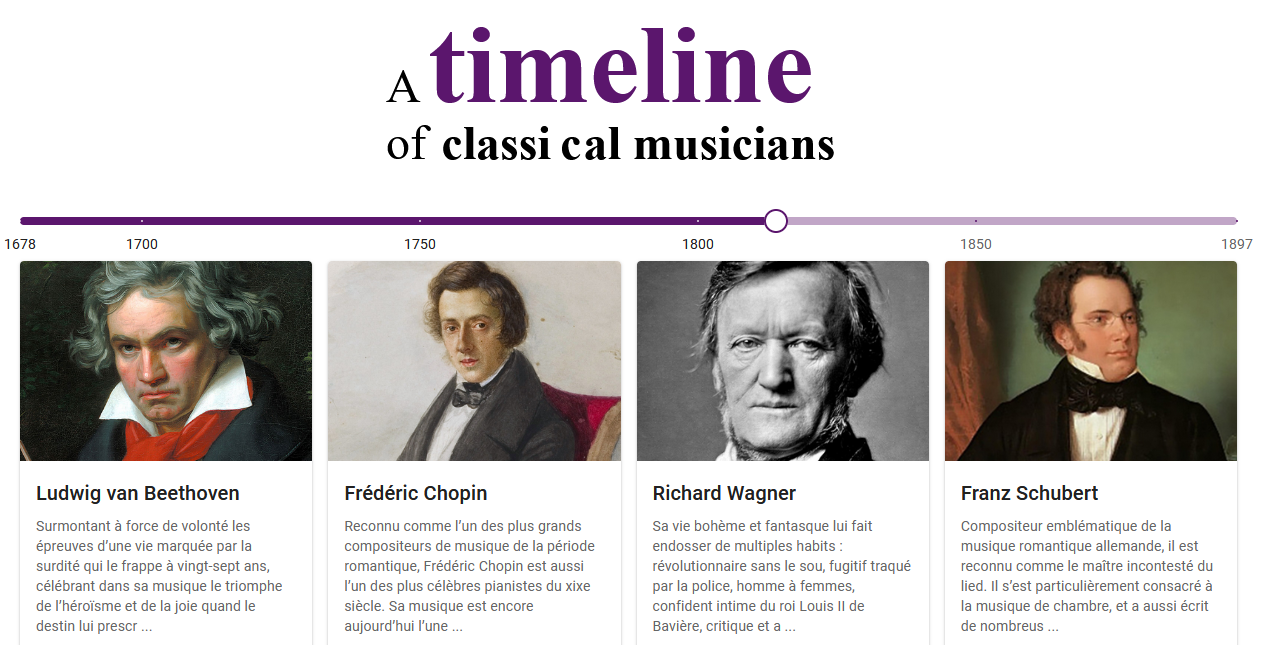 A timeline
of classi cal musicians
1678 1700 1750 1800 1850 1897
Ludwig van Beethoven
Surmontant à force de volonté les
épreuves d’une vie marquée par la
surdité qui le frappe à vingt-sept ans,
célébrant dans sa musique le triomphe
de l’héroïsme et de la joie quand le
destin lui prescr ...
Frédéric Chopin
Reconnu comme l’un des plus grands
compositeurs de musique de la période
romantique, Frédéric Chopin est aussi
l’un des plus célèbres pianistes du xixe
siècle. Sa musique est encore
aujourd’hui l’une ...
Richard Wagner
Sa vie bohème et fantasque lui fait
endosser de multiples habits :
révolutionnaire sans le sou, fugitif traqué
par la police, homme à femmes,
confident intime du roi Louis II de
Bavière, critique et a ...
Franz Schubert
Compositeur emblématique de la
musique romantique allemande, il est
reconnu comme le maître incontesté du
lied. Il s’est particulièrement consacré à
la musique de chambre, et a aussi écrit
de nombreus ...